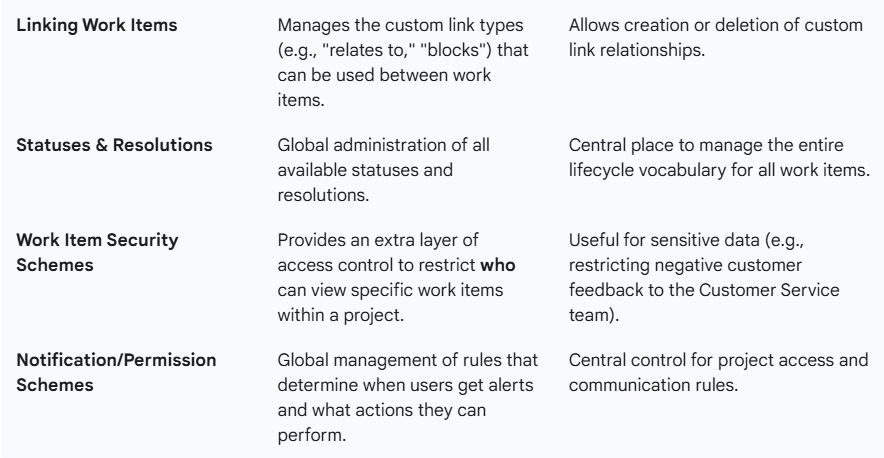 Linking Work Items
Manages the custom link types
(e.g., "relates to," "blocks") that
can be used between work
items.
Allows creation or deletion of custom
link relationships.
Statuses & Resolutions
Global administration of all
available statuses and
resolutions.
Central place to manage the entire
lifecycle vocabulary for all work items.
Work Item Security
Schemes
Provides an extra layer of
access control to restrict who
can view specific work items
within a project.
Useful for sensitive data (e.g.,
restricting negative customer
feedback to the Customer Service
team).
Notification/Permission
Schemes
Global management of rules that
determine when users get alerts
and what actions they can
perform.
Central control for project access and
communication rules.